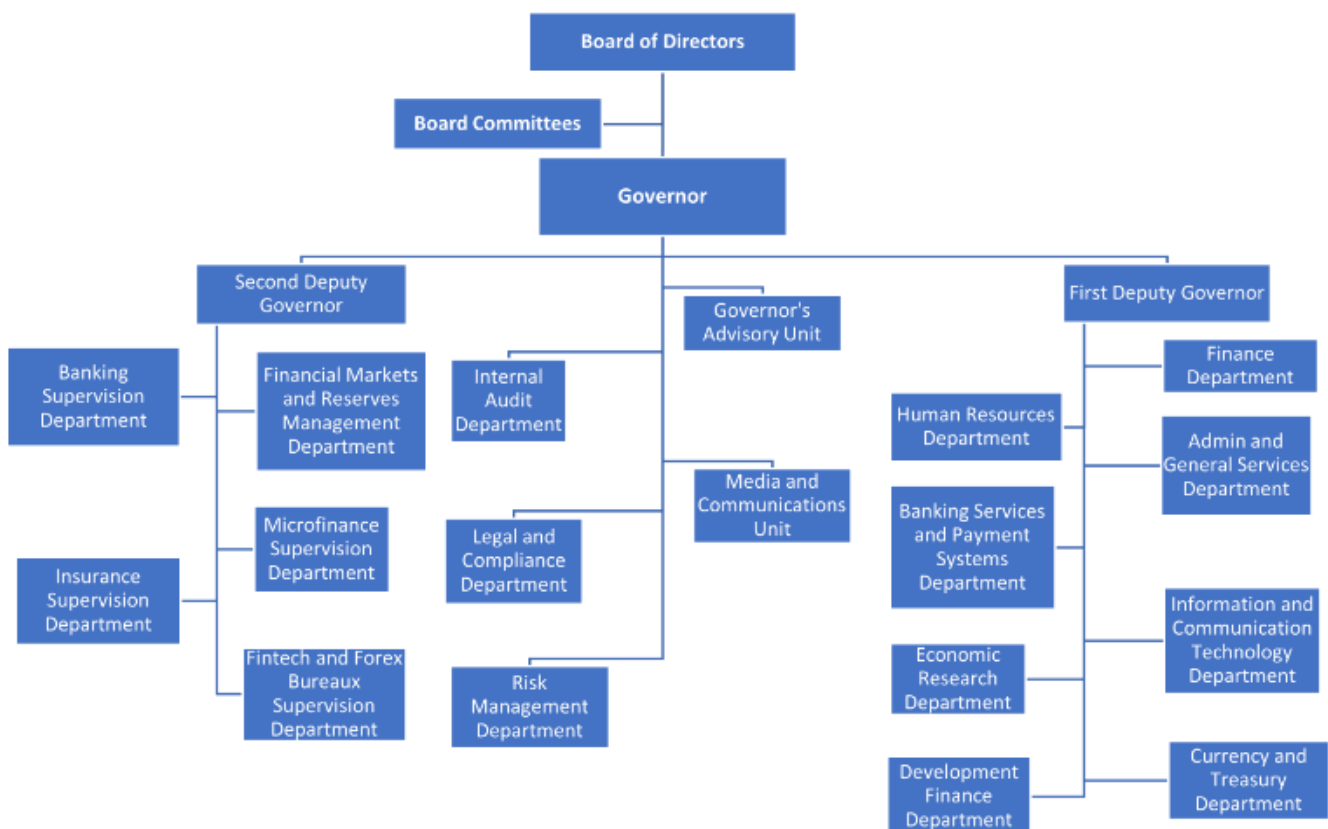 Board of Directors
Board Committees
Governor
Second Deputy
Governor
First Deputy Governor
Governor's
Advisory Unit
Banking
Supervision
Department
Financial Markets
and Reserves
Management
Department
Internal
Audit
Department
Finance
Department
Human Resources
Department
Admin and
General Services
Department
Media and
Communications
Unit
Microfinance
Supervision
Department
Legal and
Compliance
Department
Banking Services
and Payment
Systems
Department
Insurance
Supervision
Department
Information and
Communication
Technology
Department
Fintech and Forex
Bureaux
Supervision
Department
Risk
Management
Department
Economic
Research
Department
Development
Finance
Department
Currency and
Treasury
Department